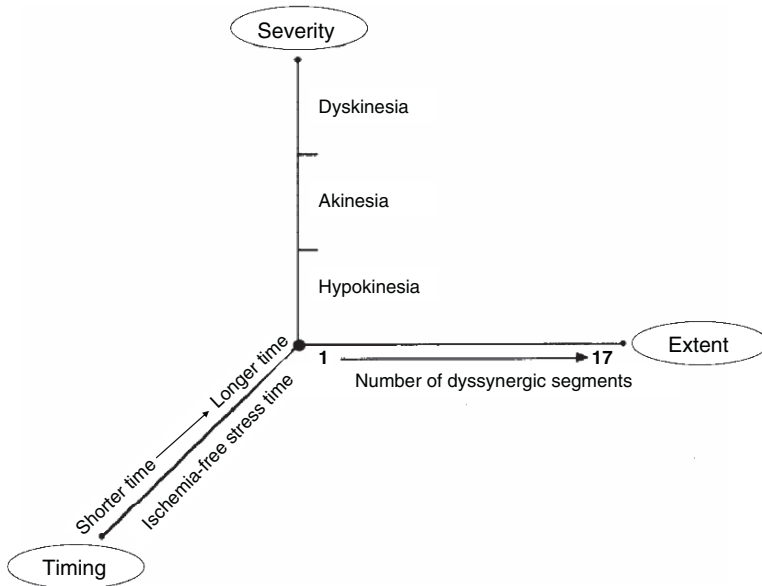 Severity
Dyskinesia
Akinesia
Hypokinesia
1
17
Extent
Number of dyssynergic segments
Shorter time
Longer time
Ischemia-free stress time
Timing